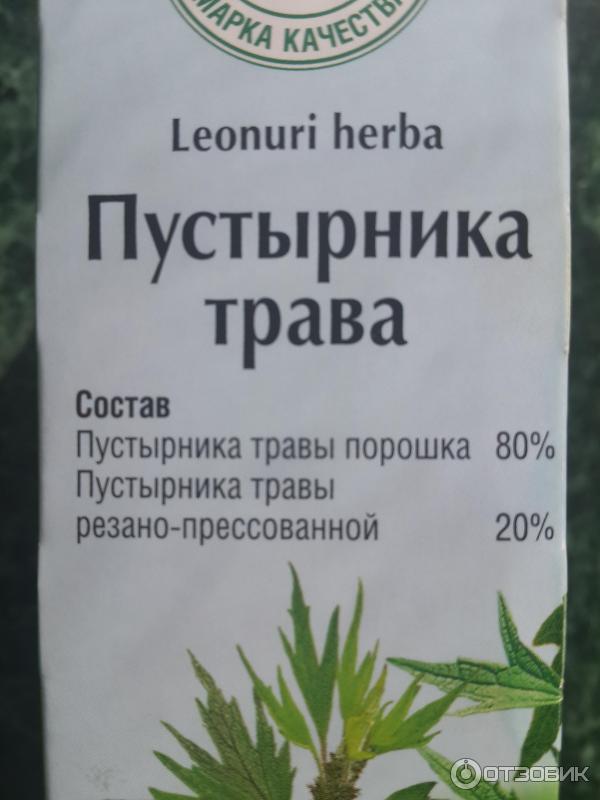 МАРКА КАЧЕСТВА
Leonuri herba
Пустырника
трава
Состав
Пустырника травы порошка 80%
Пустырника травы
резано-прессованной 20%
ОТЗОВИК